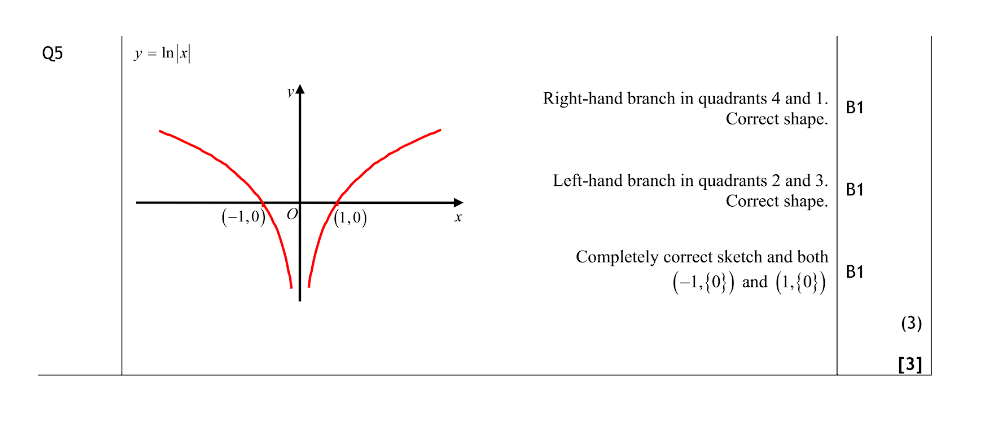 Q5
y = ln|x|
y
Right-hand branch in quadrants 4 and 1.
Correct shape.
B1
Left-hand branch in quadrants 2 and 3.
Correct shape.
B1
(−1,0) O (1,0) x
Completely correct sketch and both
(−1,{0}) and (1,{0})
B1
(3)
[3]